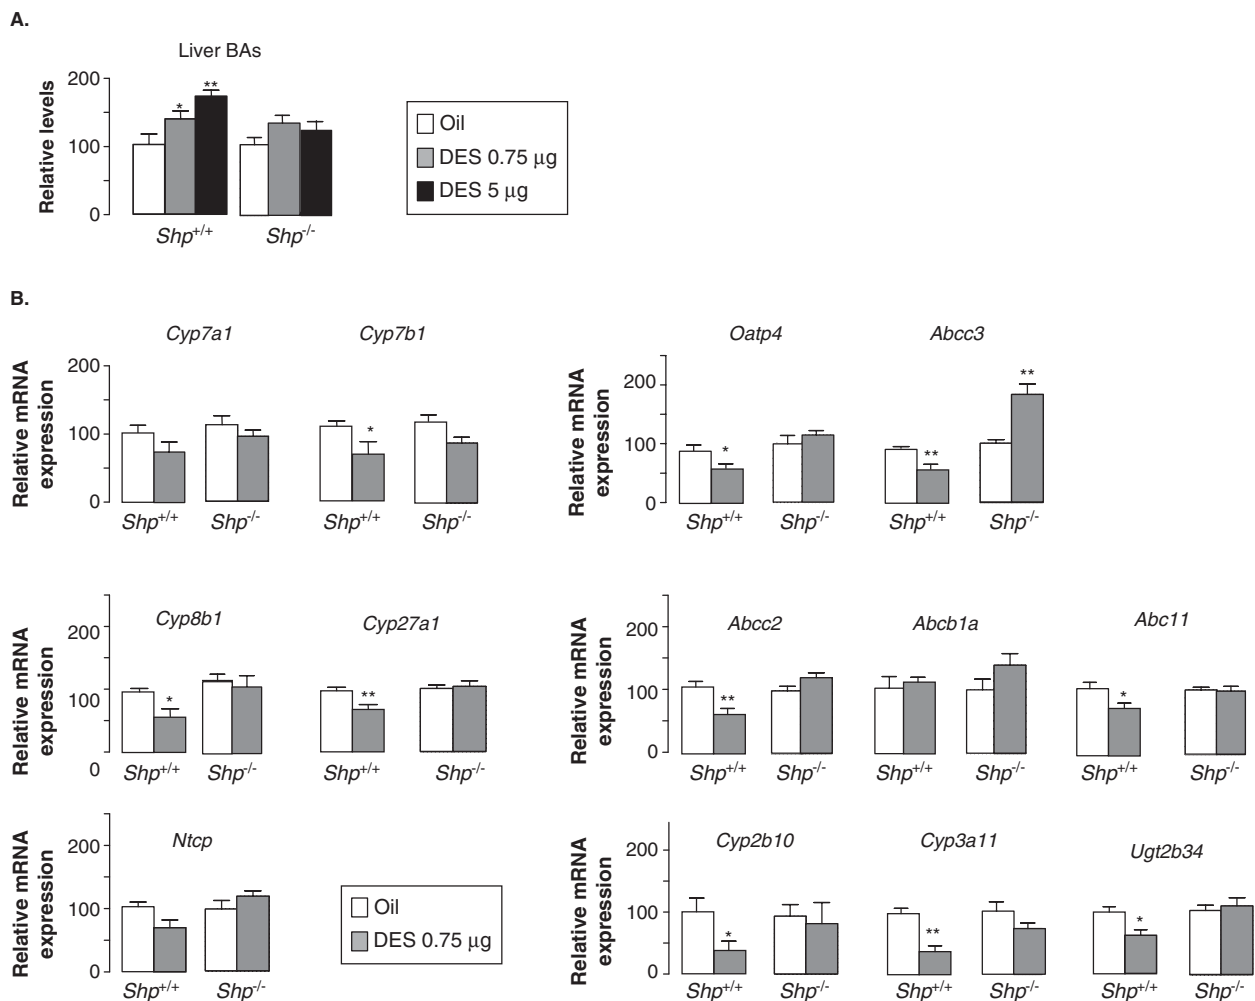 A.
Liver BAs
Relative levels
200
100
0
* **
Shp+/+ Shp-/-
Oil
DES 0.75 µg
DES 5 µg
B.
Cyp7a1 Cyp7b1
Relative mRNA
expression
200
100
0
*
Shp+/+ Shp-/- Shp+/+ Shp-/-
Oatp4 Abcc3
Relative mRNA
expression
200
100
0
* ** **
Shp+/+ Shp-/- Shp+/+ Shp-/-
Cyp8b1 Cyp27a1
Relative mRNA
expression
200
100
0
* **
Shp+/+ Shp-/- Shp+/+ Shp-/-
Abcc2 Abcb1a Abc11
Relative mRNA
expression
200
100
0
** *
Shp+/+ Shp-/- Shp+/+ Shp-/- Shp+/+ Shp-/-
Ntcp
Relative mRNA
expression
200
100
0
Shp+/+ Shp-/-
Oil
DES 0.75 µg
Cyp2b10 Cyp3a11 Ugt2b34
Relative mRNA
expression
200
100
0
* ** *
Shp+/+ Shp-/- Shp+/+ Shp-/- Shp+/+ Shp-/-